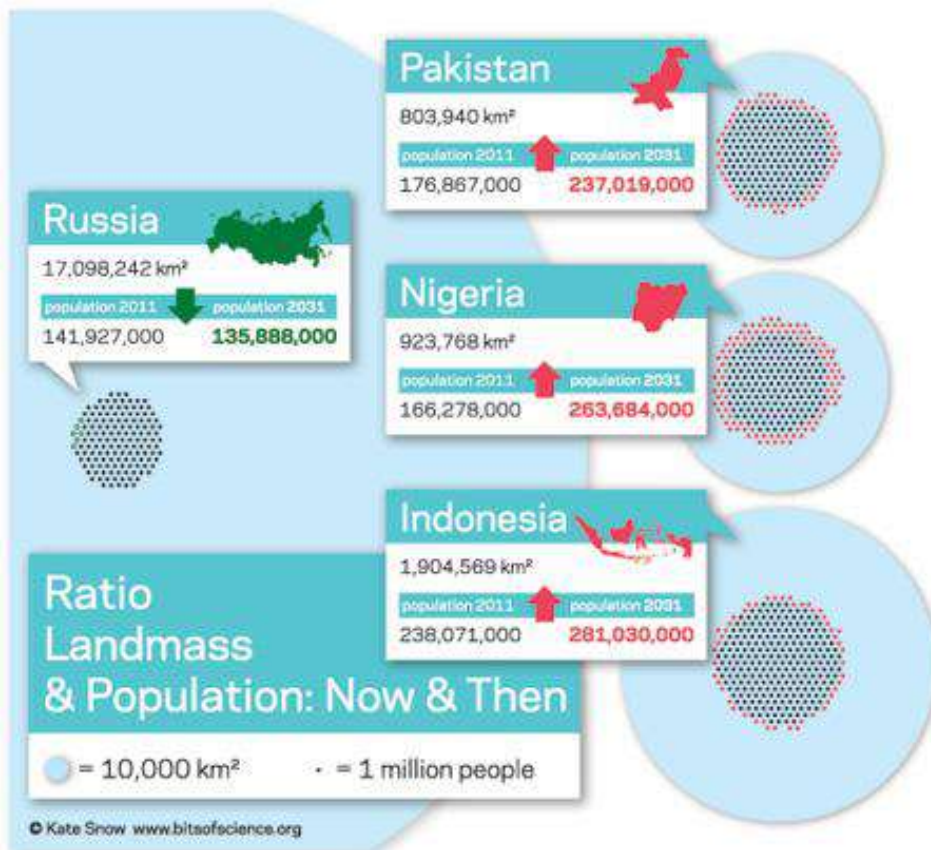 Pakistan
803,940 km²
population 2011 population 2031
176,867,000 237,019,000
Russia
17,098,242 km²
population 2011 population 2031
141,927,000 135,888,000
Nigeria
923,768 km²
population 2011 population 2031
166,278,000 263,684,000
Indonesia
1,904,569 km²
population 2011 population 2031
238,071,000 281,030,000
Ratio
Landmass
& Population: Now & Then
= 10,000 km² · = 1 million people
© Kate Snow www.bitsofscience.org